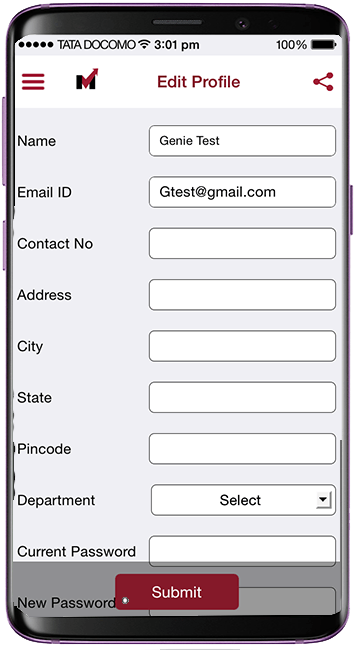 TATA DOCOMO 3:01 pm 100%
Edit Profile
Name Genie Test
Email ID Gtest@gmail.com
Contact No
Address
City
State
Pincode
Department Select
Current Password
Submit
New Password